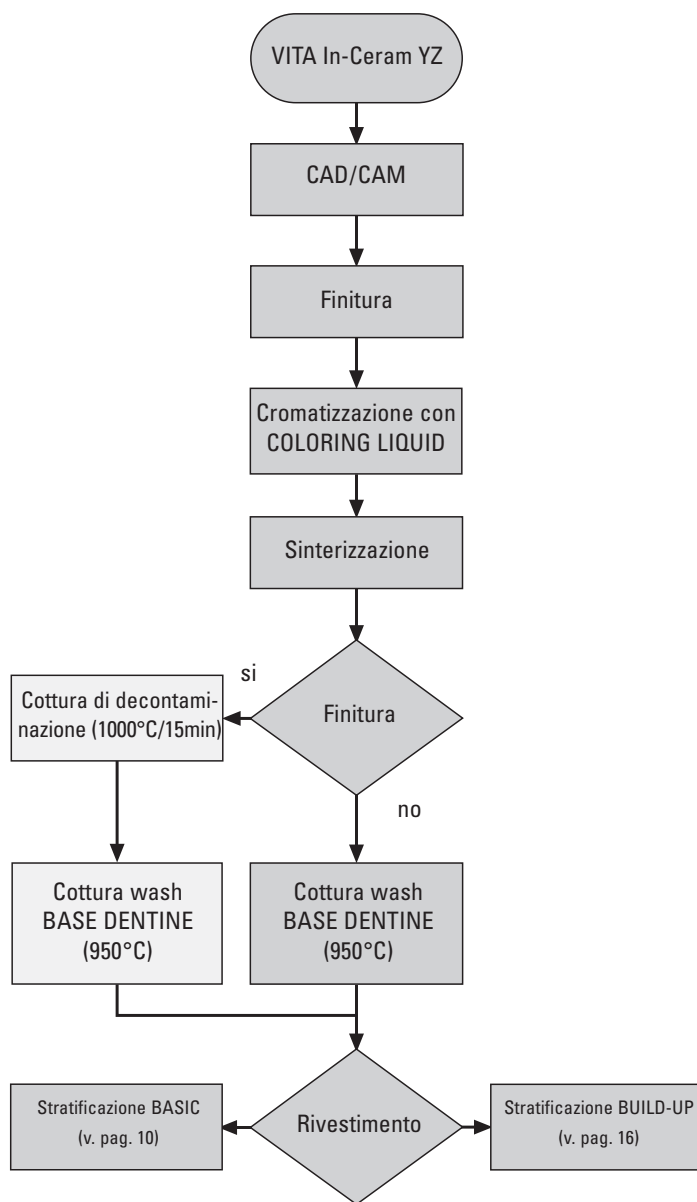 VITA In-Ceram YZ
CAD/CAM
Finitura
Cromatizzazione con
COLORING LIQUID
Sinterizzazione
si
Cottura di decontami-
nazione (1000°C/15min)
Finitura
no
Cottura wash
BASE DENTINE
(950°C)
Cottura wash
BASE DENTINE
(950°C)
Stratificazione BASIC
(v. pag. 10)
Rivestimento
Stratificazione BUILD-UP
(v. pag. 16)